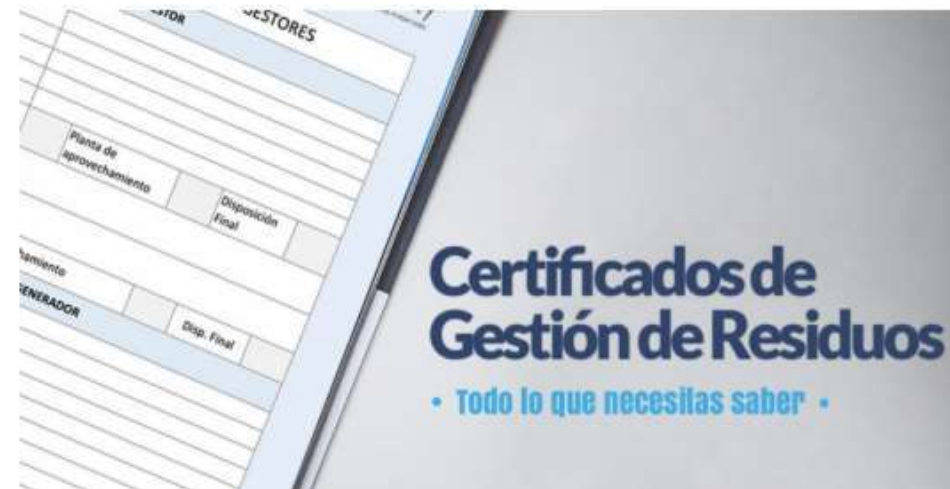 GESTORES
Planta de
aprovechamiento
Disposición
Final
GENERADOR
Disp. Final
Certificados de
Gestión de Residuos
• Todo lo que necesitas saber •